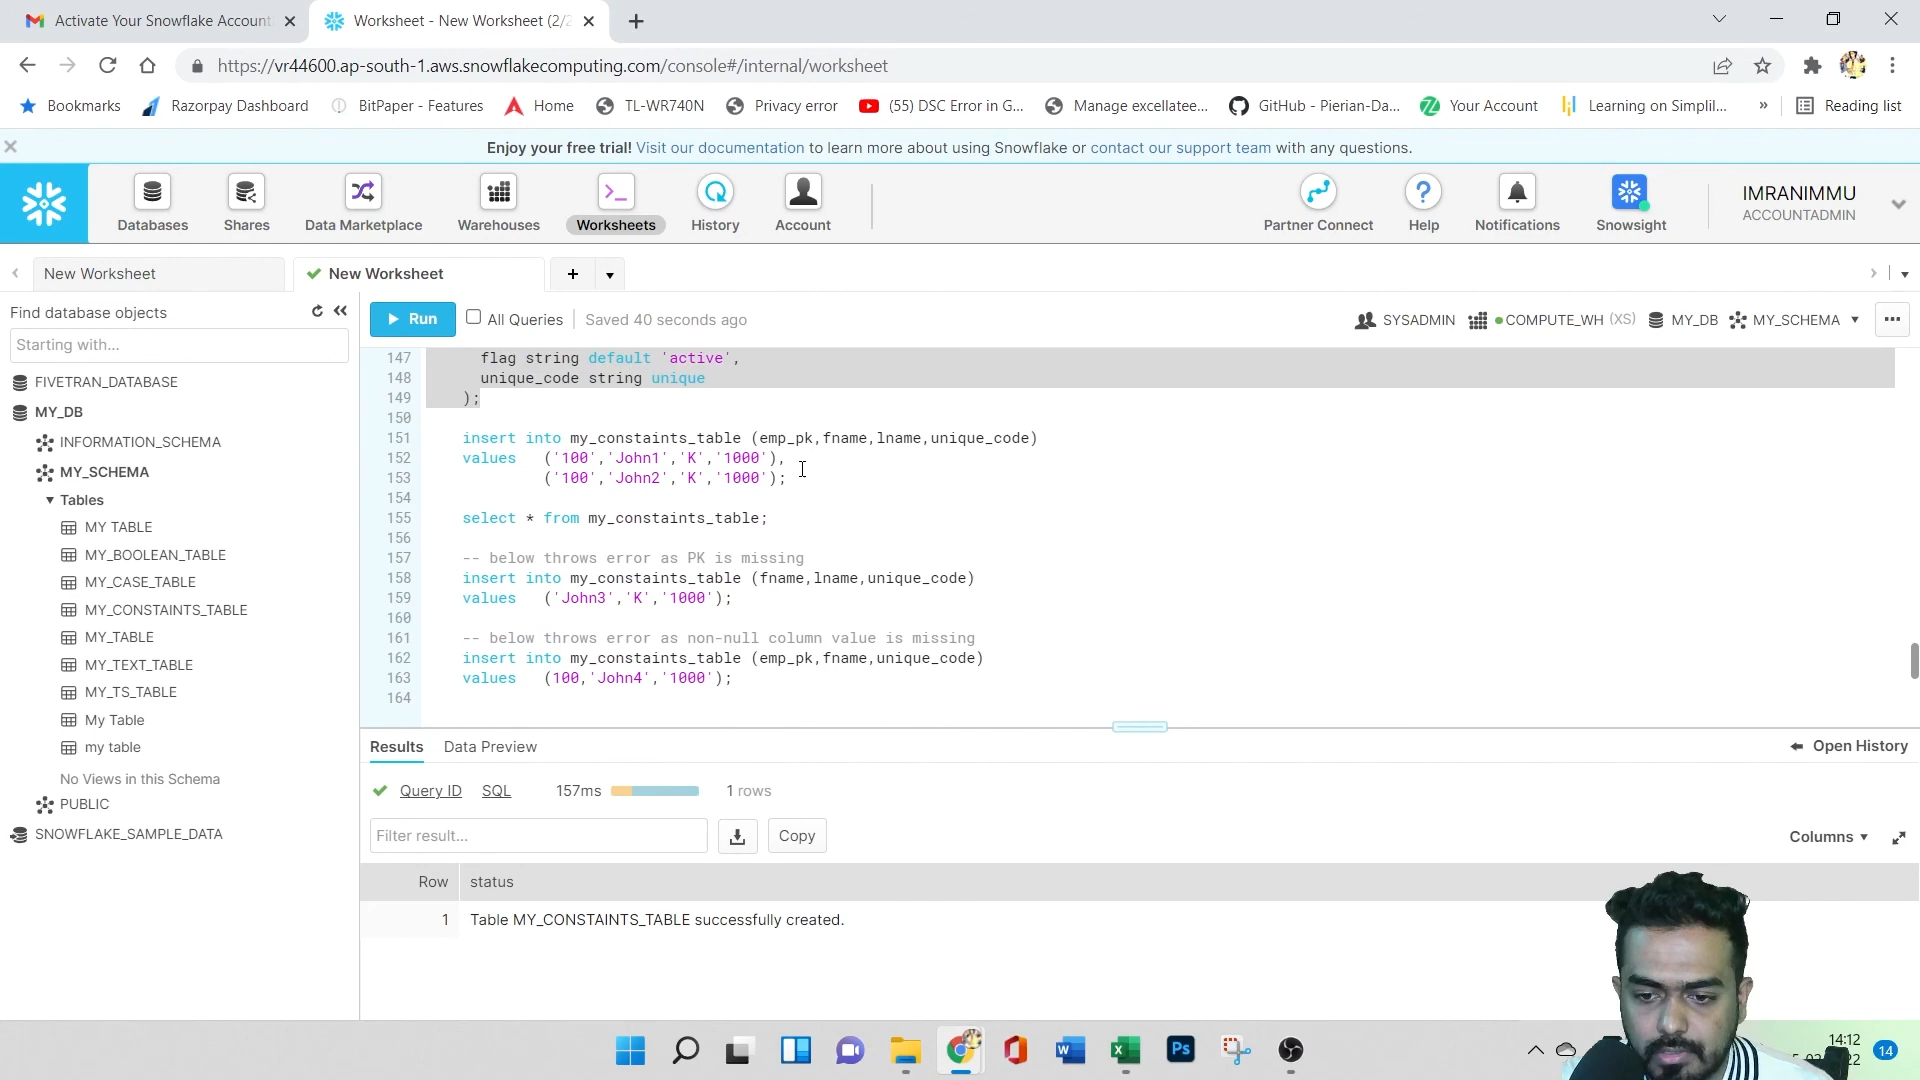 Activate Your Snowflake Account
Worksheet - New Worksheet (2/2
https://vr44600.ap-south-1.aws.snowflakecomputing.com/console#/internal/worksheet
Bookmarks Razorpay Dashboard BitPaper - Features Home TL-WR740N Privacy error (55) DSC Error in G... Manage excellatee... GitHub - Pierian-Da... Your Account Learning on Simplil... » Reading list
Enjoy your free trial! Visit our documentation to learn more about using Snowflake or contact our support team with any questions.
Databases Shares Data Marketplace Warehouses Worksheets History Account Partner Connect Help Notifications Snowsight
IMRANIMMU
ACCOUNTADMIN
New Worksheet New Worksheet
Find database objects
Starting with...
Run All Queries Saved 40 seconds ago SYSADMIN COMPUTE_WH (XS) MY_DB MY_SCHEMA
FIVETRAN_DATABASE
MY_DB
INFORMATION_SCHEMA
MY_SCHEMA
Tables
MY TABLE
MY_BOOLEAN_TABLE
MY_CASE_TABLE
MY_CONSTAINTS_TABLE
MY_TABLE
MY_TEXT_TABLE
MY_TS_TABLE
My Table
my table
No Views in this Schema
PUBLIC
SNOWFLAKE_SAMPLE_DATA
147 flag string default 'active',
148 unique_code string unique
149 );
150
151 insert into my_constaints_table (emp_pk,fname,lname,unique_code)
152 values ('100','John1','K','1000'),
153 ('100','John2','K','1000');
154
155 select * from my_constaints_table;
156
157 -- below throws error as PK is missing
158 insert into my_constaints_table (fname,lname,unique_code)
159 values ('John3','K','1000');
160
161 -- below throws error as non-null column value is missing
162 insert into my_constaints_table (emp_pk,fname,unique_code)
163 values (100,'John4','1000');
164
Results Data Preview Open History
Query ID SQL 157ms 1 rows
Filter result... Copy Columns
Row status
1 Table MY_CONSTAINTS_TABLE successfully created.
14:12
14